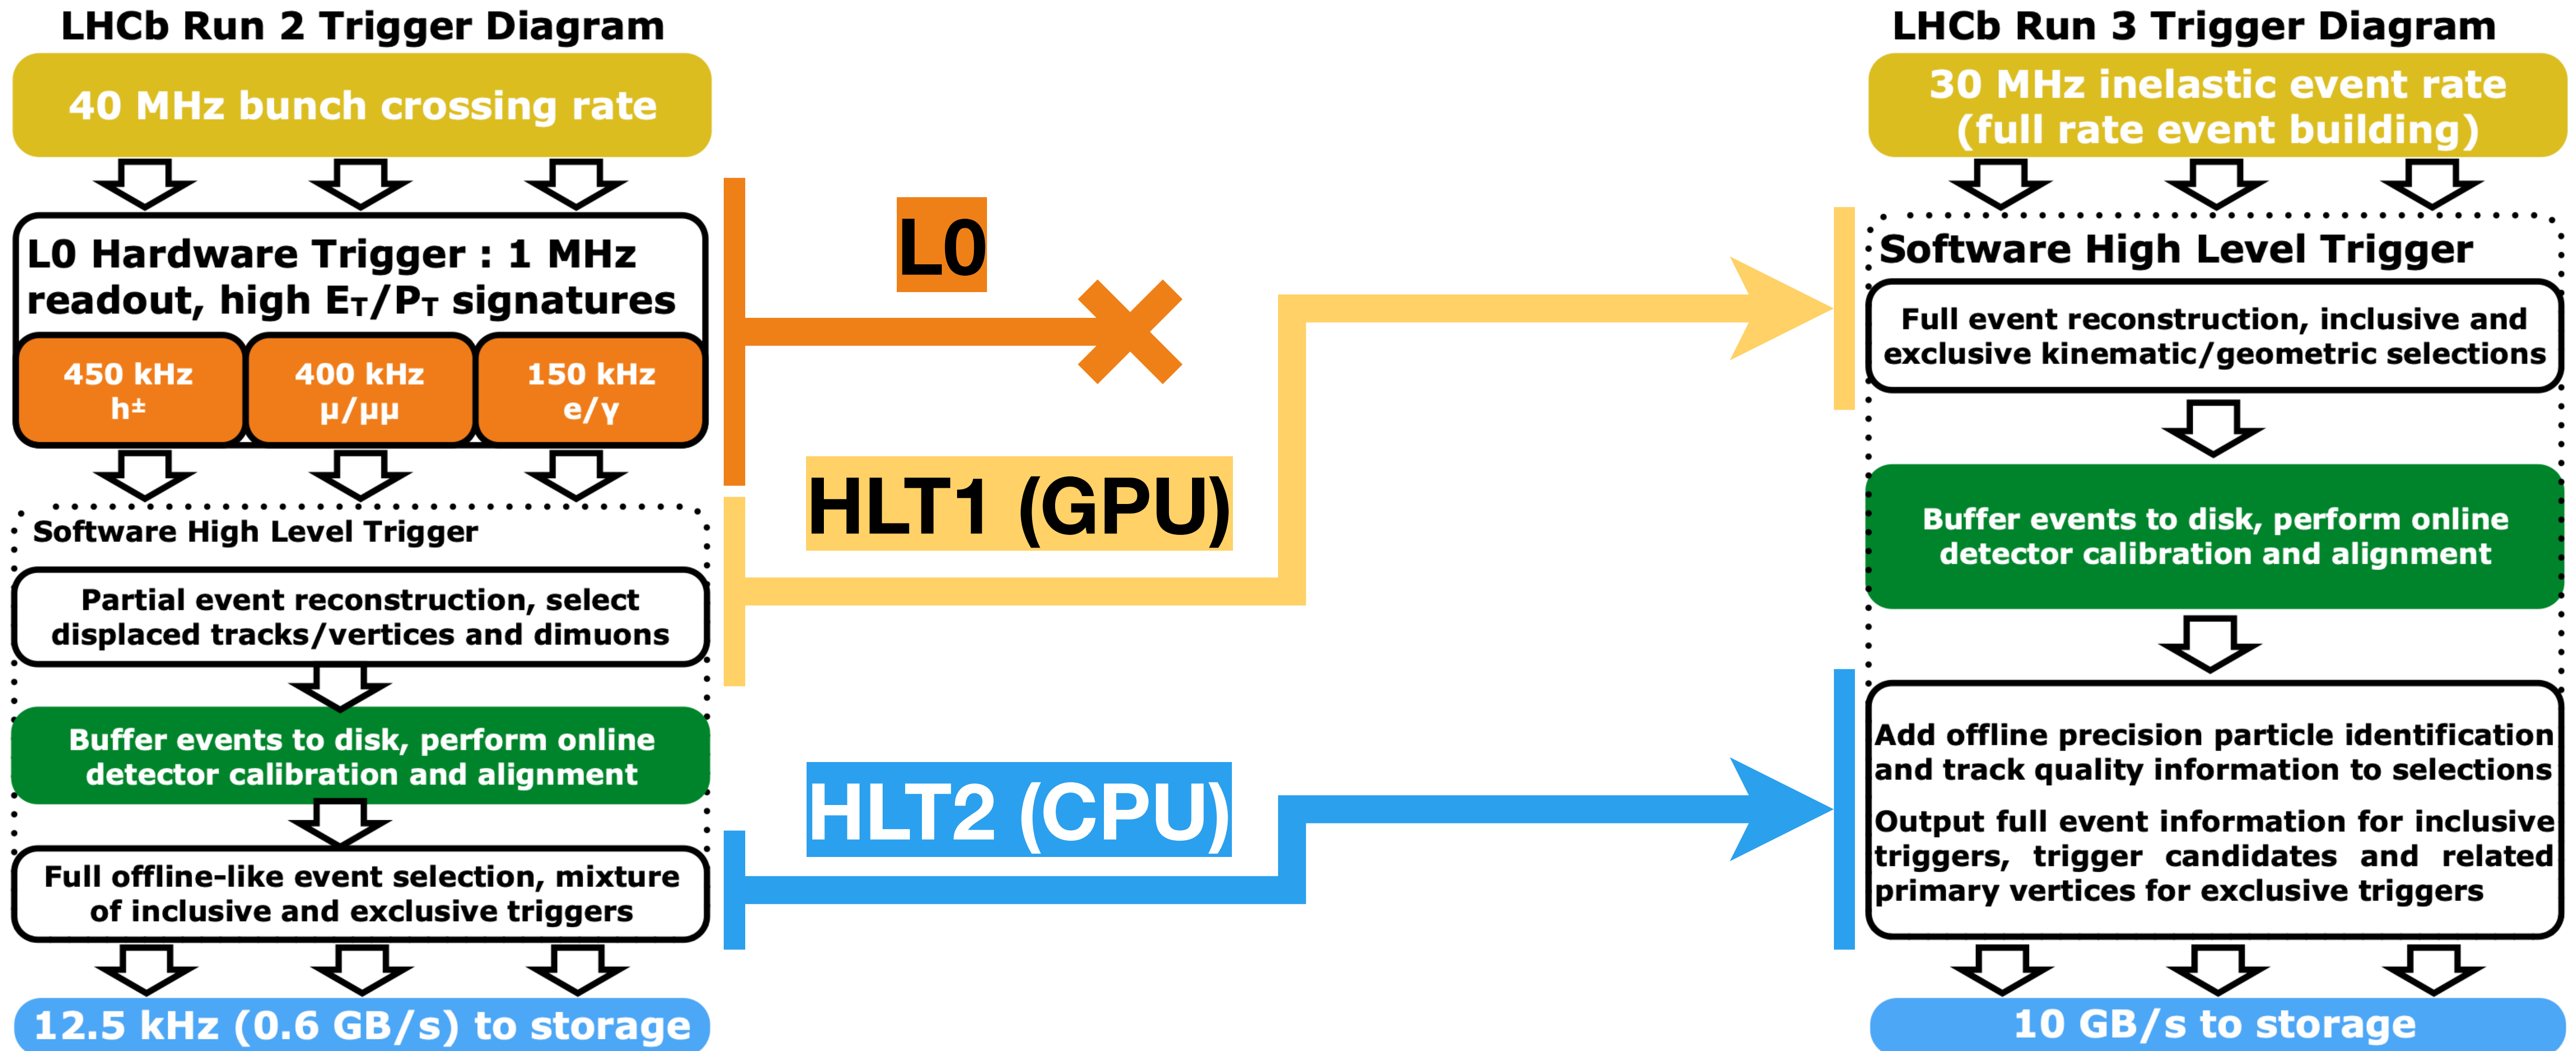 LHCb Run 2 Trigger Diagram
40 MHz bunch crossing rate
L0 Hardware Trigger : 1 MHz
readout, high ET/PT signatures
450 kHz
h±
400 kHz
μ/μμ
150 kHz
e/γ
Software High Level Trigger
Partial event reconstruction, select
displaced tracks/vertices and dimuons
Buffer events to disk, perform online
detector calibration and alignment
Full offline-like event selection, mixture
of inclusive and exclusive triggers
12.5 kHz (0.6 GB/s) to storage
L0
HLT1 (GPU)
HLT2 (CPU)
LHCb Run 3 Trigger Diagram
30 MHz inelastic event rate
(full rate event building)
Software High Level Trigger
Full event reconstruction, inclusive and
exclusive kinematic/geometric selections
Buffer events to disk, perform online
detector calibration and alignment
Add offline precision particle identification
and track quality information to selections
Output full event information for inclusive
triggers, trigger candidates and related
primary vertices for exclusive triggers
10 GB/s to storage